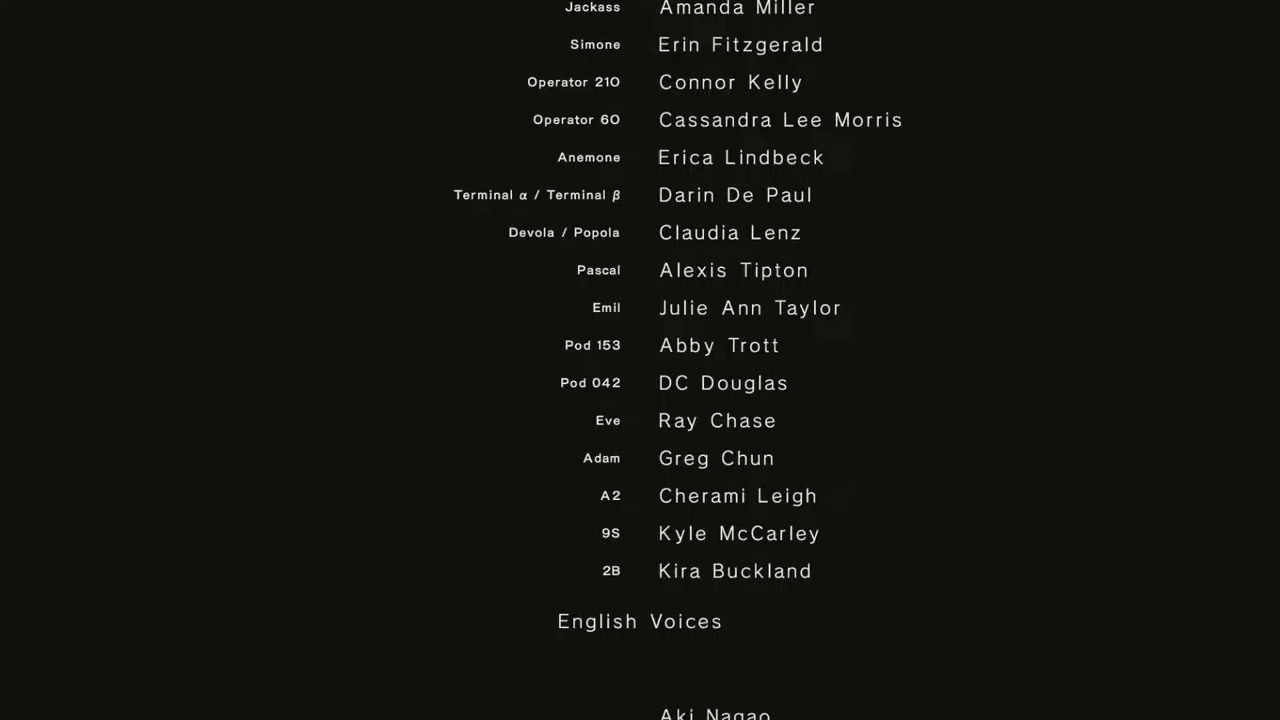 Jackass Amanda Miller
Simone Erin Fitzgerald
Operator 21O Connor Kelly
Operator 6O Cassandra Lee Morris
Anemone Erica Lindbeck
Terminal α / Terminal β Darin De Paul
Devola / Popola Claudia Lenz
Pascal Alexis Tipton
Emil Julie Ann Taylor
Pod 153 Abby Trott
Pod 042 DC Douglas
Eve Ray Chase
Adam Greg Chun
A2 Cherami Leigh
9S Kyle McCarley
2B Kira Buckland
English Voices
Aki Nagao